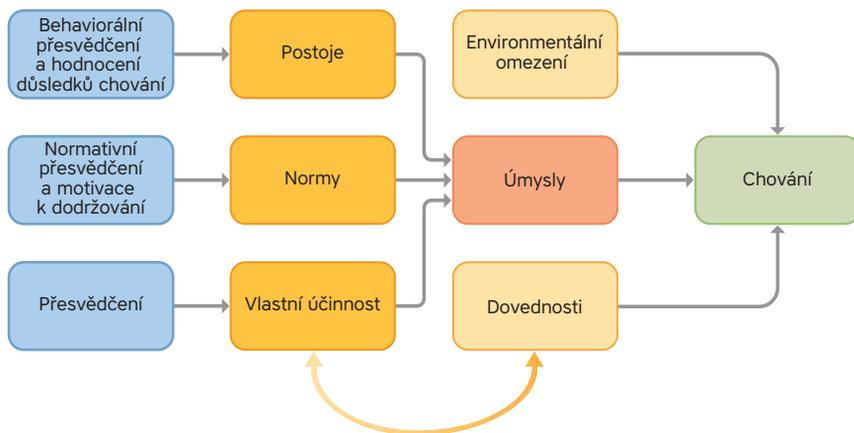 Behaviorální
přesvědčení
a hodnocení
důsledků chování
Postoje
Environmentální
omezení
Normativní
přesvědčení
a motivace
k dodržování
Normy
Úmysly
Chování
Přesvědčení
Vlastní účinnost
Dovednosti